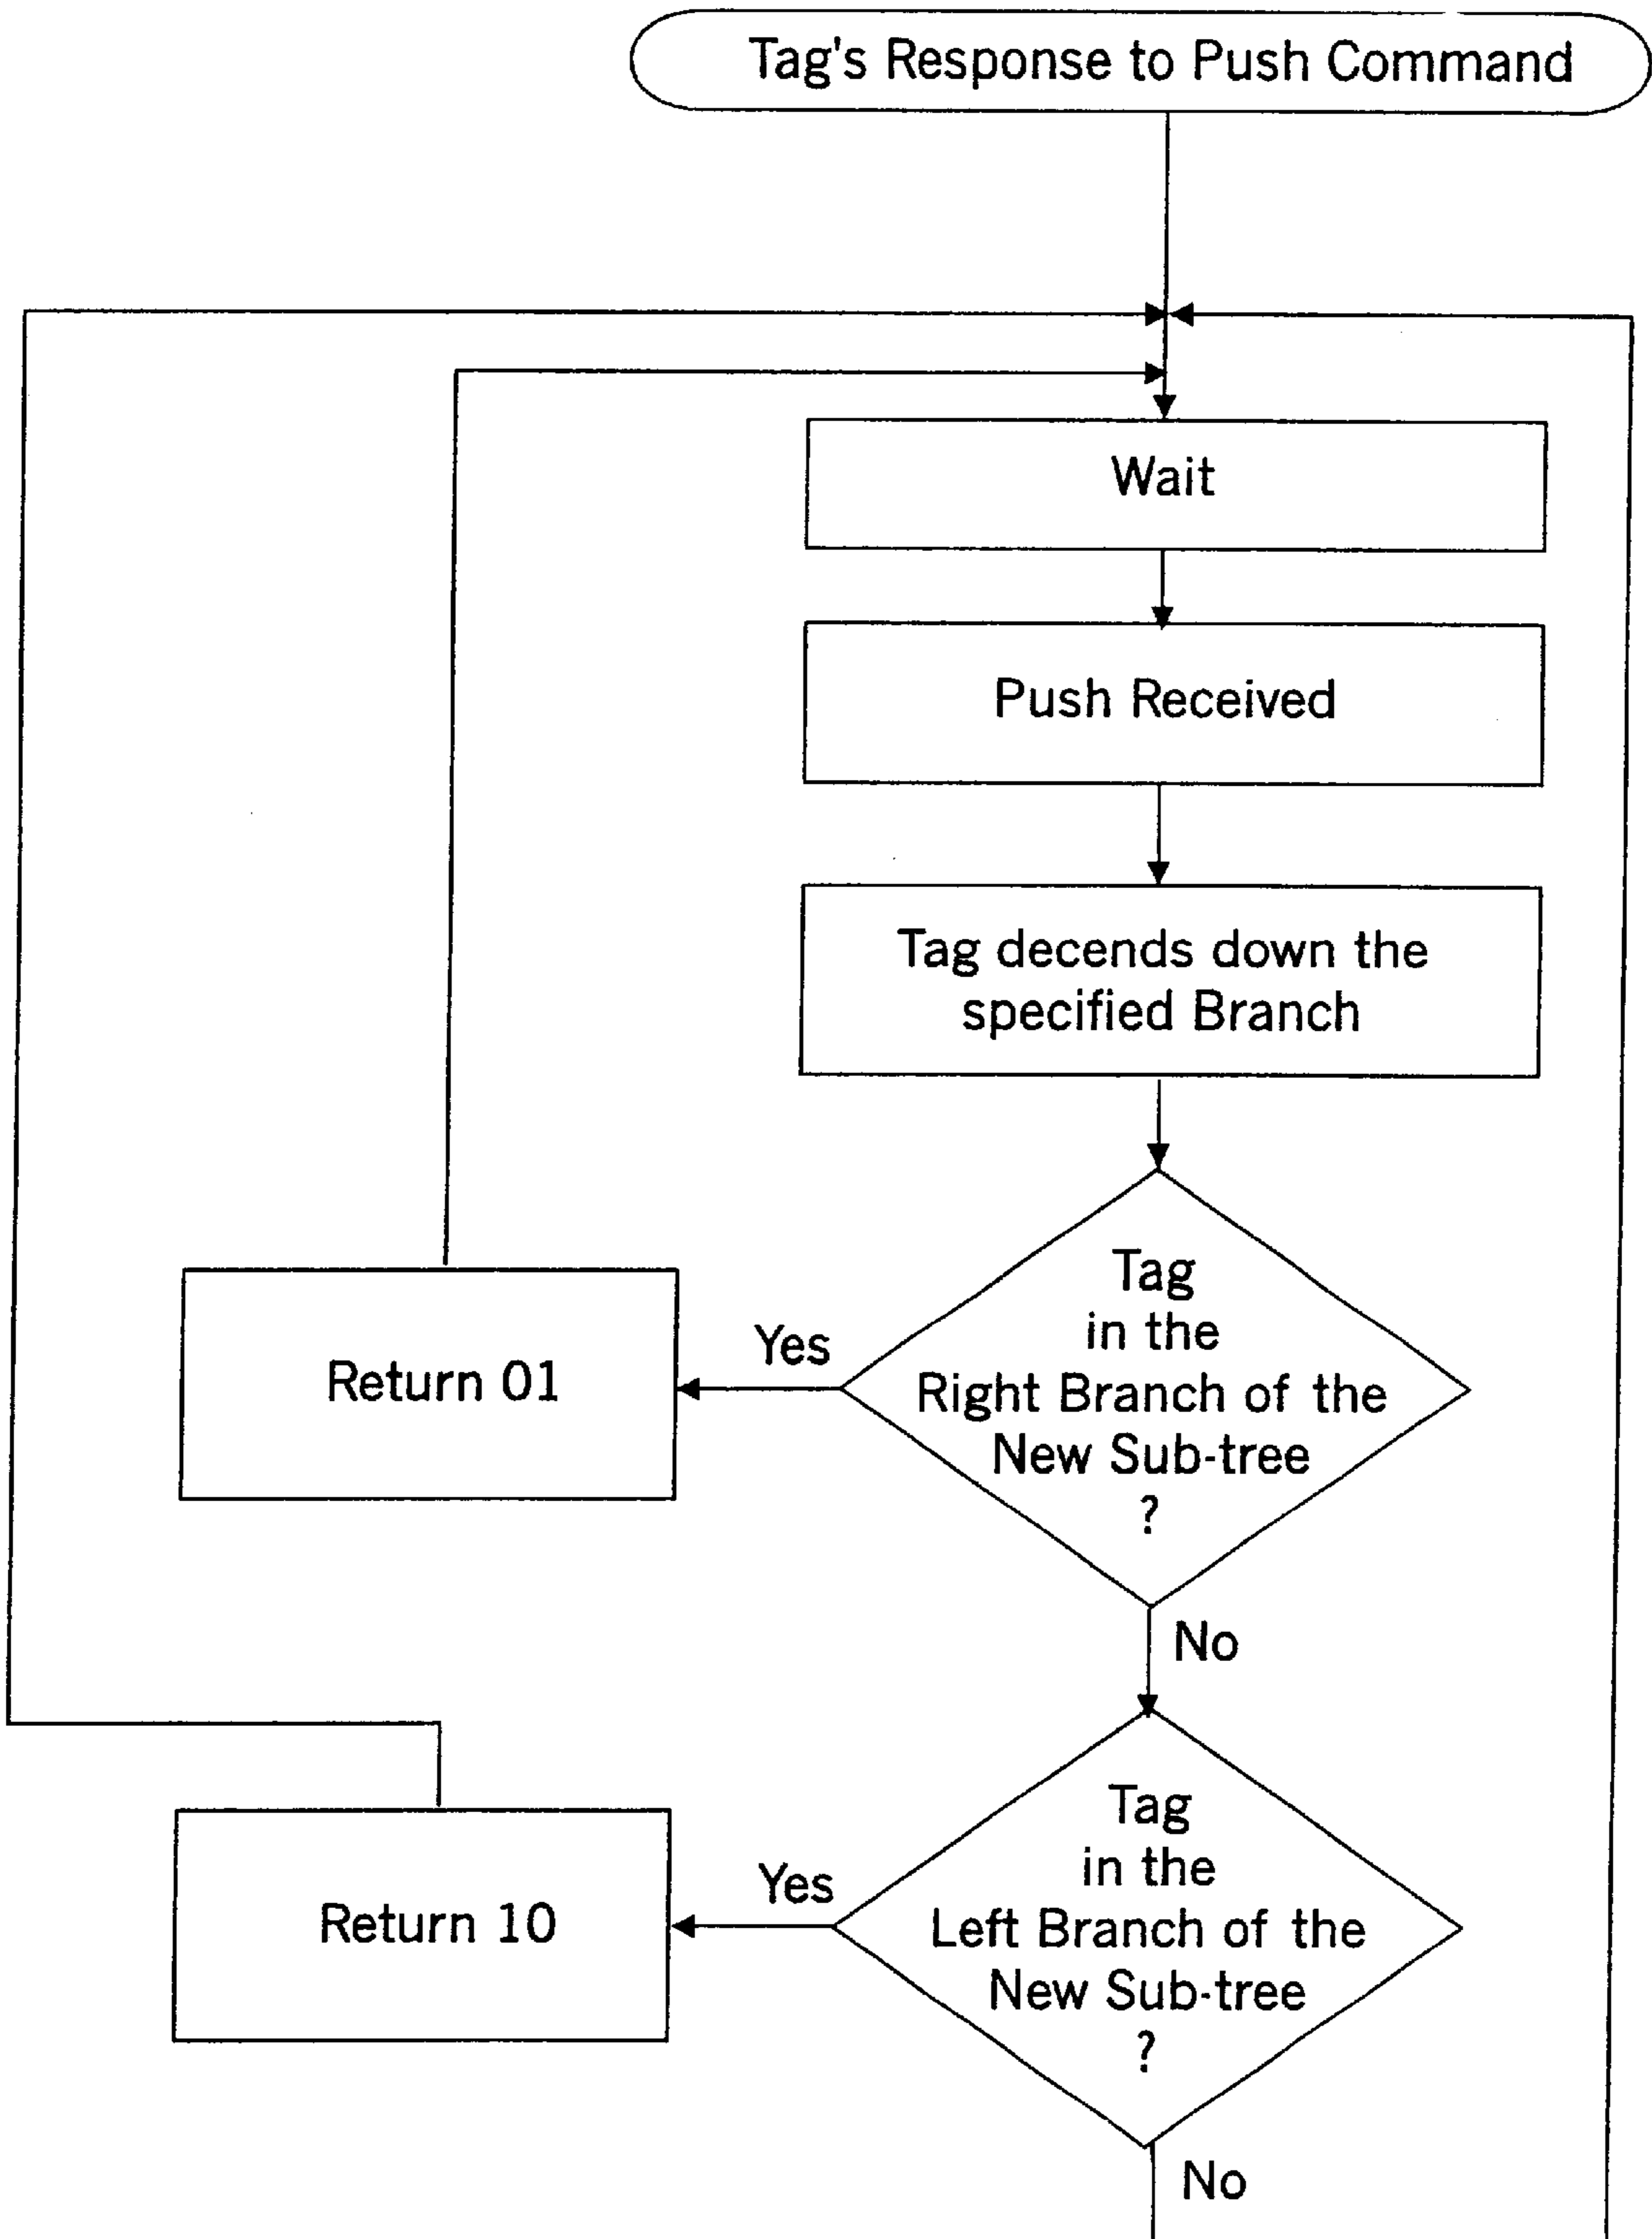 Tag's Response to Push Command
Wait
Push Received
Tag decends down the
specified Branch
Tag
in the
Right Branch of the
New Sub-tree
?
Yes
Return 01
No
Tag
in the
Left Branch of the
New Sub-tree
?
Yes
Return 10
No